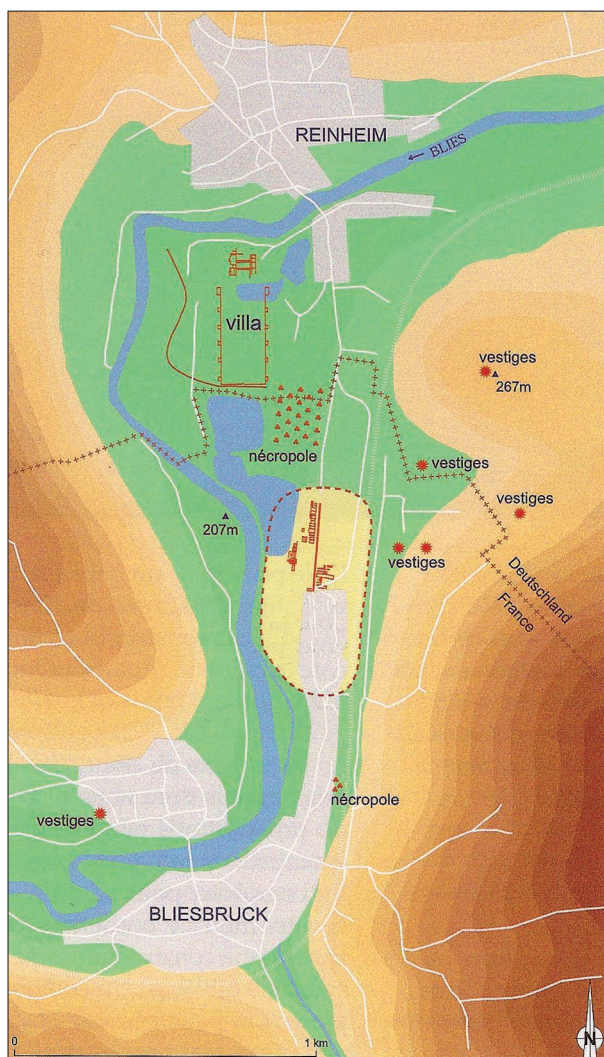 REINHEIM
← BLIES
villa
vestiges
267m
nécropole
vestiges
vestiges
207m
vestiges
Deutschland
France
nécropole
vestiges
BLIESBRUCK
0
1 km
N